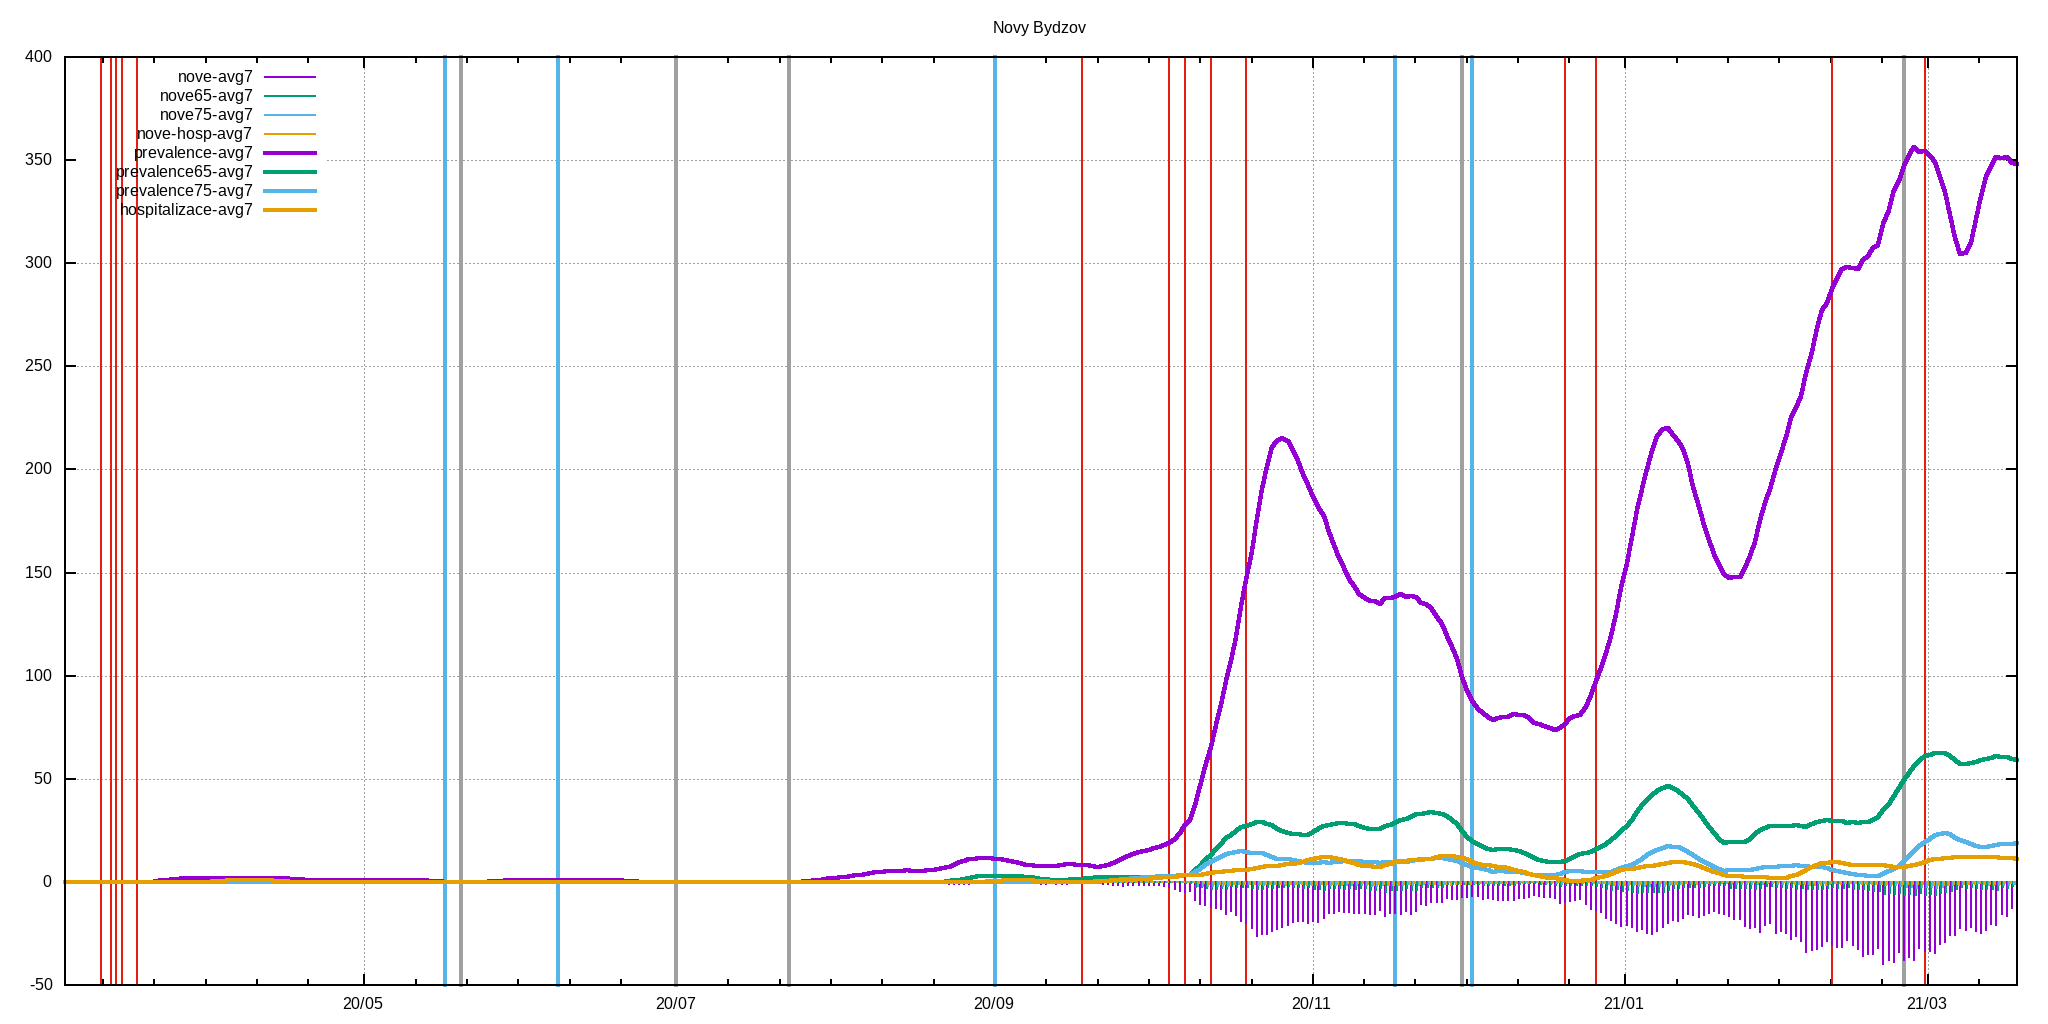 Novy Bydzov
400
350
300
250
200
150
100
50
0
-50
nove-avg7
nove65-avg7
nove75-avg7
nove-hosp-avg7
prevalence-avg7
prevalence65-avg7
prevalence75-avg7
hospitalizace-avg7
20/05
20/07
20/09
20/11
21/01
21/03